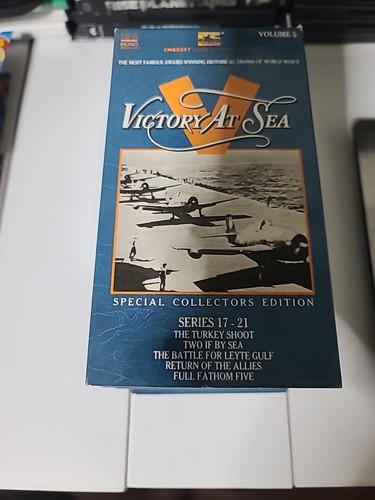 MONO
VOLUME 5
EMBASSY
THE MOST FAMOUS AWARD WINNING HISTORICAL DRAMA OF WORLD WAR II
V
VICTORY AT SEA
SPECIAL COLLECTORS EDITION
SERIES 17 - 21
THE TURKEY SHOOT
TWO IF BY SEA
THE BATTLE FOR LEYTE GULF
RETURN OF THE ALLIES
FULL FATHOM FIVE